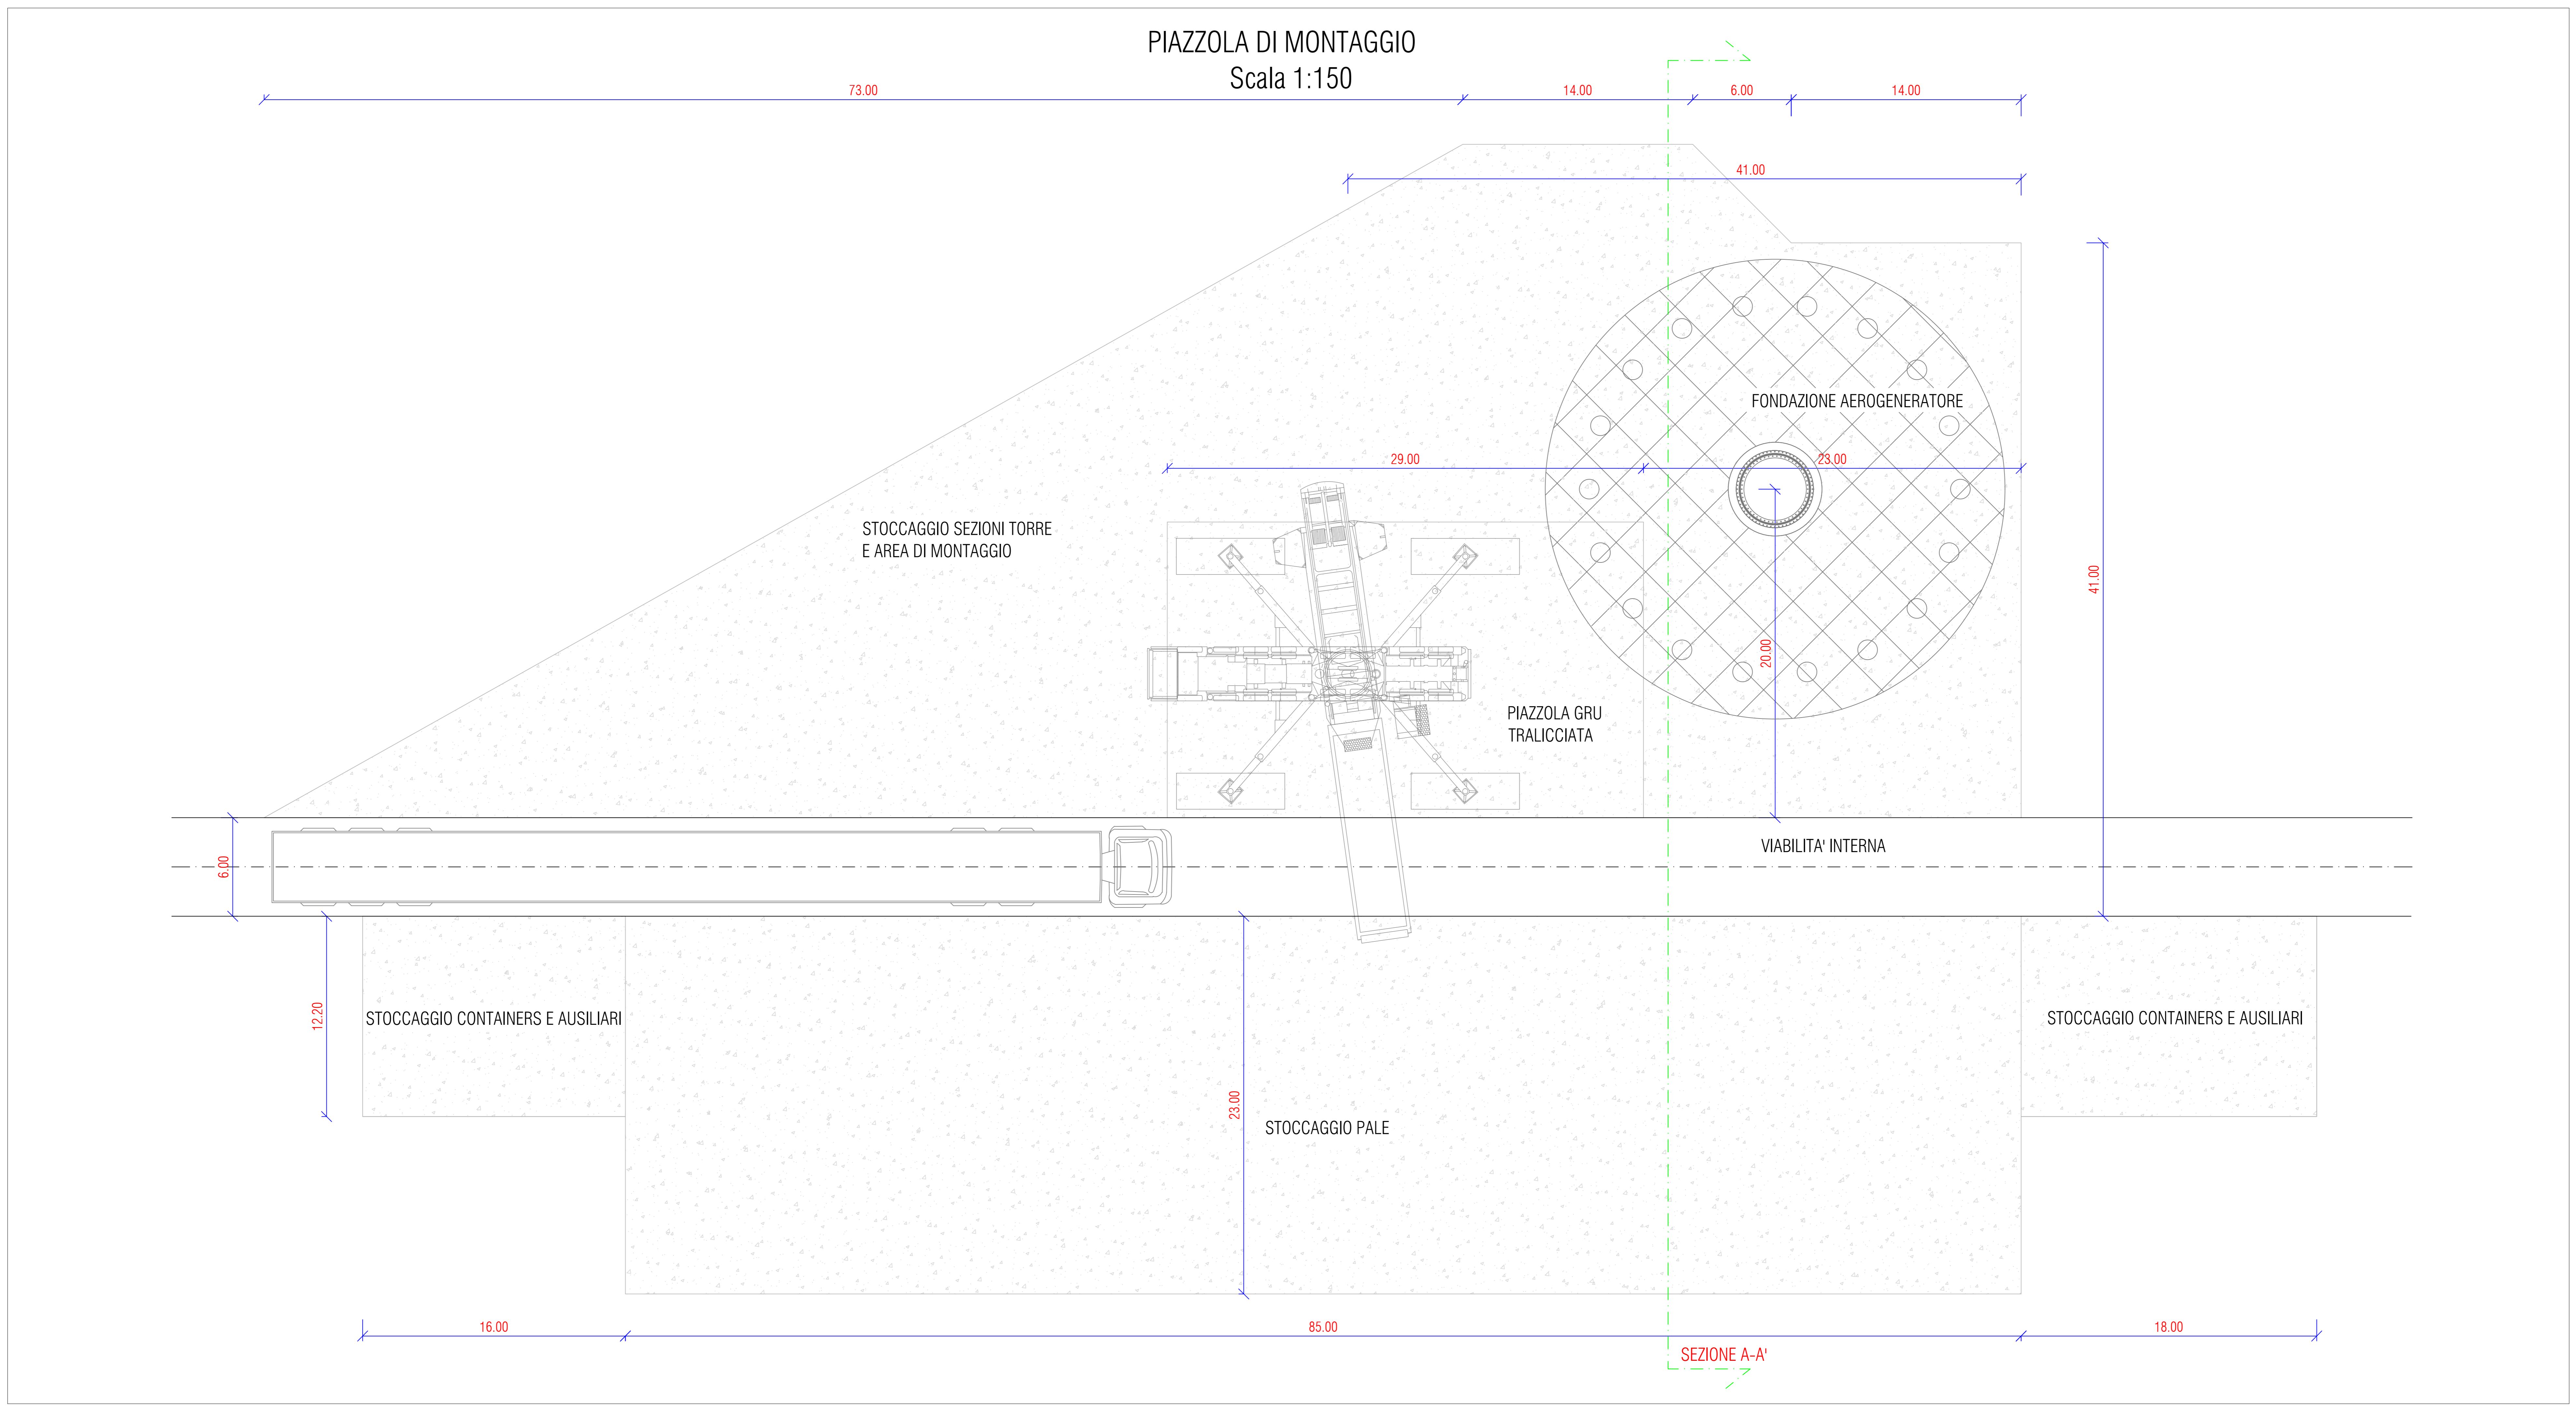 PIAZZOLA DI MONTAGGIO
Scala 1:150
73.00
14.00
6.00
14.00
41.00
FONDAZIONE AEROGENERATORE
29.00
23.00
STOCCAGGIO SEZIONI TORRE
E AREA DI MONTAGGIO
41.00
20.00
PIAZZOLA GRU
TRALICCIATA
VIABILITA' INTERNA
6.00
12.20
STOCCAGGIO CONTAINERS E AUSILIARI
STOCCAGGIO CONTAINERS E AUSILIARI
23.00
STOCCAGGIO PALE
16.00
85.00
18.00
SEZIONE A-A'